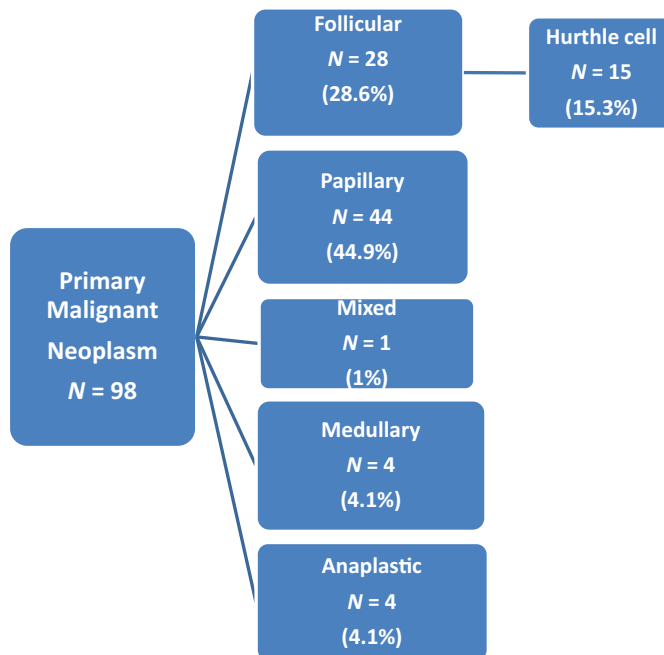 Primary
Malignant
Neoplasm
N = 98
Follicular
N = 28
(28.6%)
Hurthle cell
N = 15
(15.3%)
Papillary
N = 44
(44.9%)
Mixed
N = 1
(1%)
Medullary
N = 4
(4.1%)
Anaplastic
N = 4
(4.1%)